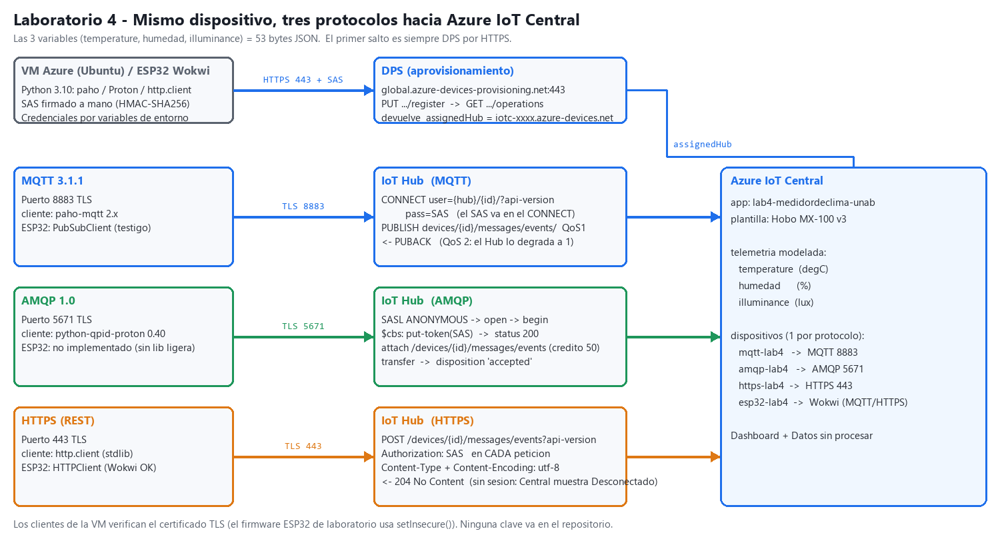 Laboratorio 4 - Mismo dispositivo, tres protocolos hacia Azure IoT Central
Las 3 variables (temperature, humedad, illuminance) = 53 bytes JSON.  El primer salto es siempre DPS por HTTPS.
VM Azure (Ubuntu) / ESP32 Wokwi
Python 3.10: paho / Proton / http.client
SAS firmado a mano (HMAC-SHA256)
Credenciales por variables de entorno
HTTPS 443 + SAS
DPS (aprovisionamiento)
global.azure-devices-provisioning.net:443
PUT .../register  ->  GET .../operations
devuelve  assignedHub = iotc-xxxx.azure-devices.net
assignedHub
MQTT 3.1.1
Puerto 8883 TLS
cliente: paho-mqtt 2.x
ESP32: PubSubClient (testigo)
TLS 8883
IoT Hub  (MQTT)
CONNECT user={hub}/{id}/?api-version
pass=SAS   (el SAS va en el CONNECT)
PUBLISH devices/{id}/messages/events/  QoS1
<- PUBACK   (QoS 2: el Hub lo degrada a 1)
AMQP 1.0
Puerto 5671 TLS
cliente: python-qpid-proton 0.40
ESP32: no implementado (sin lib ligera)
TLS 5671
IoT Hub  (AMQP)
SASL ANONYMOUS -> open -> begin
$cbs: put-token(SAS)  ->  status 200
attach /devices/{id}/messages/events (credito 50)
transfer  ->  disposition 'accepted'
HTTPS (REST)
Puerto 443 TLS
cliente: http.client (stdlib)
ESP32: HTTPClient (Wokwi OK)
TLS 443
IoT Hub  (HTTPS)
POST /devices/{id}/messages/events?api-version
Authorization: SAS   en CADA peticion
Content-Type + Content-Encoding: utf-8
<- 204 No Content  (sin sesion: Central muestra Desconectado)
Azure IoT Central
app: lab4-medidordeclima-unab
plantilla: Hobo MX-100 v3
telemetria modelada:
temperature  (degC)
humedad      (%)
illuminance  (lux)
dispositivos (1 por protocolo):
mqtt-lab4   ->  MQTT 8883
amqp-lab4   ->  AMQP 5671
https-lab4  ->  HTTPS 443
esp32-lab4  ->  Wokwi (MQTT/HTTPS)
Dashboard + Datos sin procesar
Los clientes de la VM verifican el certificado TLS (el firmware ESP32 de laboratorio usa setInsecure()). Ninguna clave va en el repositorio.